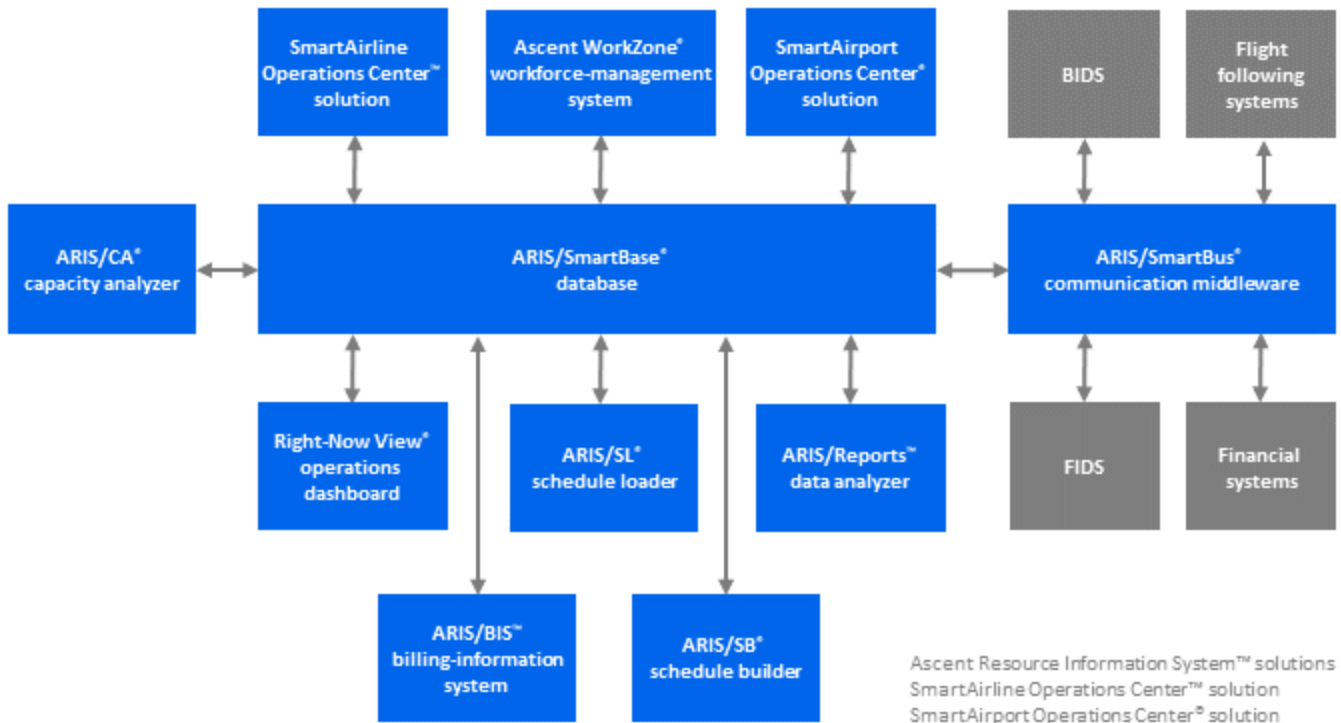 SmartAirline
Operations Center™
solution
Ascent WorkZone®
workforce-management
system
SmartAirport
Operations Center®
solution
BIDS
Flight
following
systems
ARIS/CA®
capacity analyzer
ARIS/SmartBase®
database
ARIS/SmartBus®
communication middleware
Right-Now View®
operations
dashboard
ARIS/SL®
schedule loader
ARIS/Reports™
data analyzer
FIDS
Financial
systems
ARIS/BIS™
billing-information
system
ARIS/SB®
schedule builder
Ascent Resource Information System™ solutions
SmartAirline Operations Center™ solution
SmartAirport Operations Center® solution